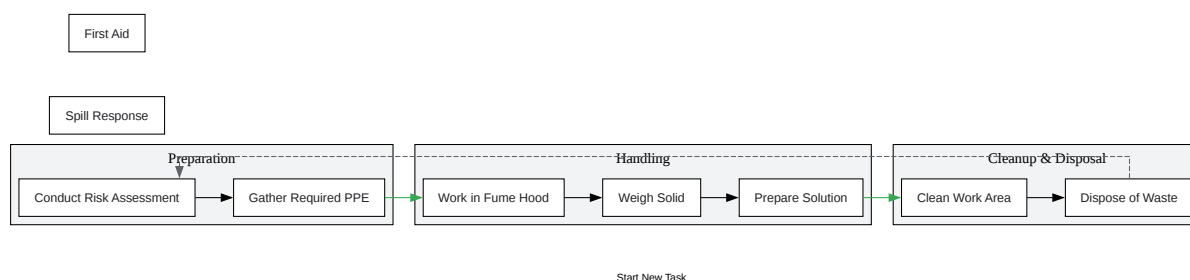 First Aid
Spill Response
Preparation
Handling
Cleanup & Disposal
Conduct Risk Assessment
Gather Required PPE
Work in Fume Hood
Weigh Solid
Prepare Solution
Clean Work Area
Dispose of Waste
Start New Task